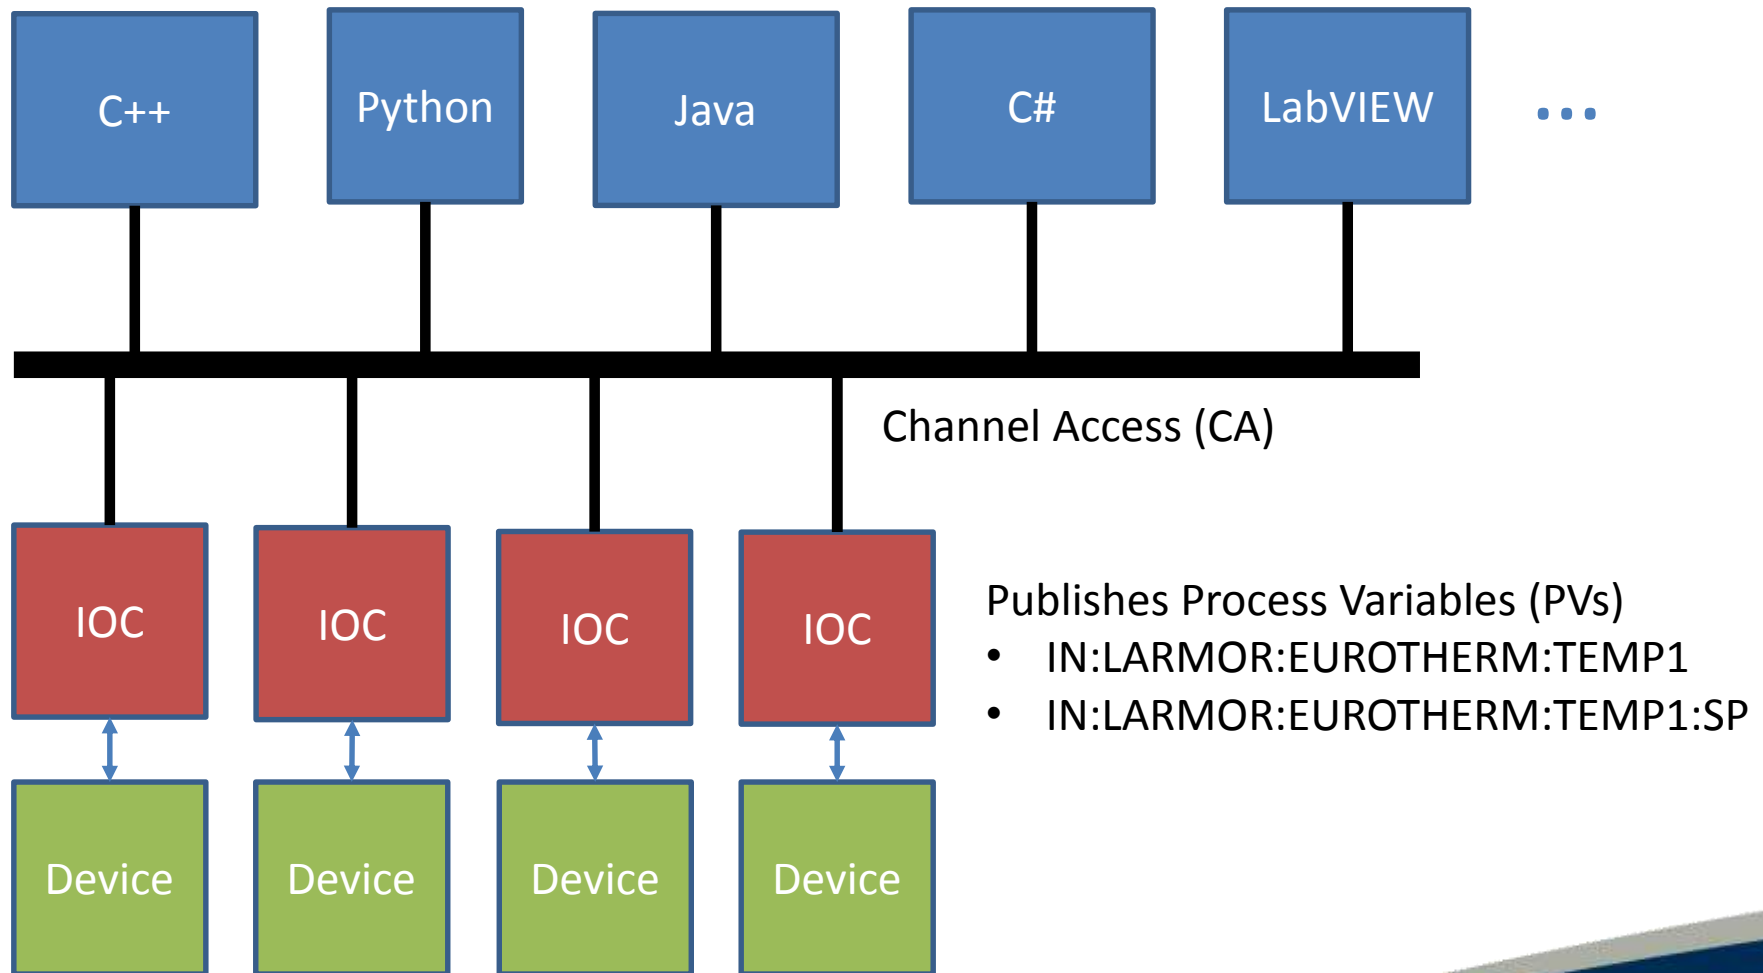 C++
Python
Java
C#
LabVIEW
...
Channel Access (CA)
IOC
IOC
IOC
IOC
Publishes Process Variables (PVs)
• IN:LARMOR:EUROTHERM:TEMP1
• IN:LARMOR:EUROTHERM:TEMP1:SP
Device
Device
Device
Device